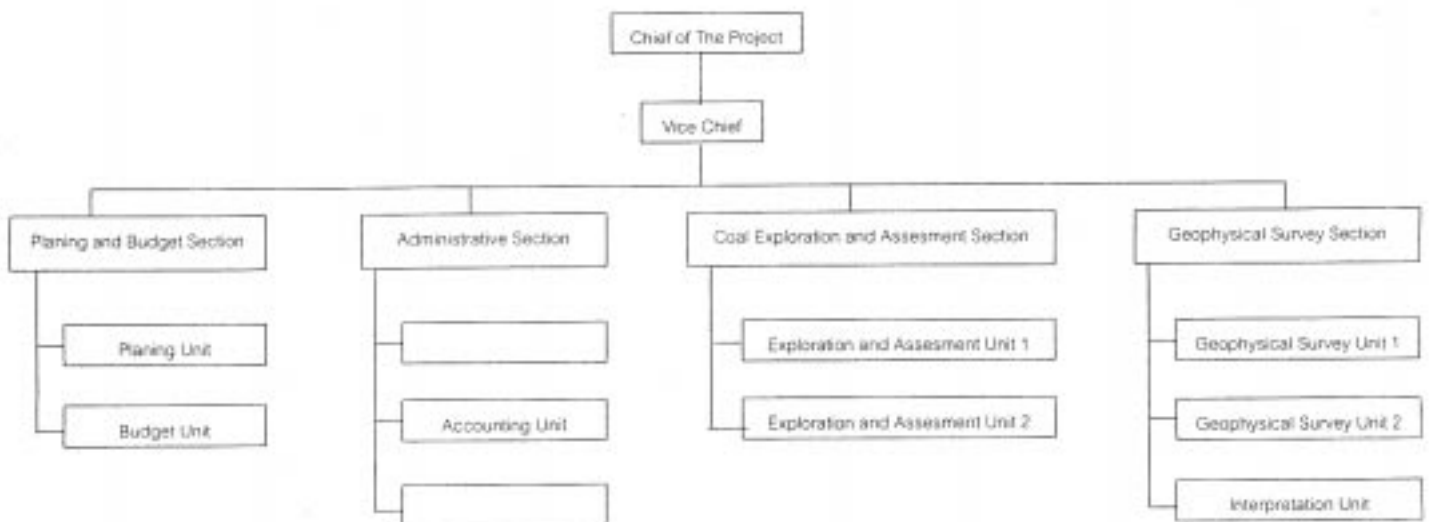 Chief of The Project
Vice Chief
Planing and Budget Section
Administrative Section
Coal Exploration and Assesment Section
Geophysical Survey Section
Planing Unit
Exploration and Assesment Unit 1
Geophysical Survey Unit 1
Budget Unit
Accounting Unit
Exploration and Assesment Unit 2
Geophysical Survey Unit 2
Interpretation Unit